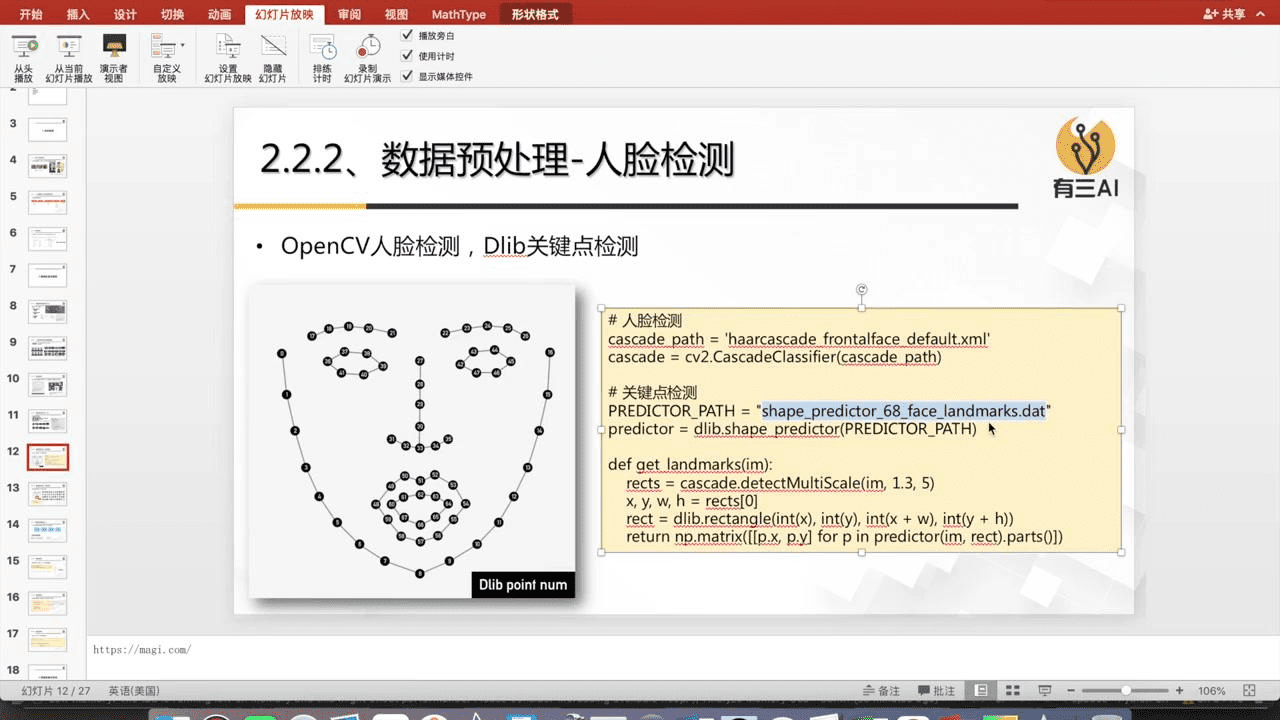 开始 插入 设计 切换 动画 幻灯片放映 审阅 视图 MathType 形状格式 共享
从头
播放
从当前
幻灯片播放
演示者
视图
自定义
放映
设置
幻灯片放映
隐藏
幻灯片
排练
计时
录制
幻灯片演示
播放旁白
使用计时
显示媒体控件
2
3
4
5
6
7
8
9
10
11
12
13
14
15
16
17
18
2.2.2、数据预处理-人脸检测
有三AI
• OpenCV人脸检测，Dlib关键点检测
Dlib point num
# 人脸检测
cascade_path = 'haarcascade_frontalface_default.xml'
cascade = cv2.CascadeClassifier(cascade_path)
# 关键点检测
PREDICTOR_PATH = "shape_predictor_68_face_landmarks.dat"
predictor = dlib.shape_predictor(PREDICTOR_PATH)
def get_landmarks(im):
rects = cascade.detectMultiScale(im, 1.3, 5)
x, y, w, h = rects[0]
rect = dlib.rectangle(int(x), int(y), int(x + w), int(y + h))
return np.matrix([[p.x, p.y] for p in predictor(im, rect).parts()])
https://magi.com/
幻灯片 12 / 27 英语(美国) 备注 批注 106%